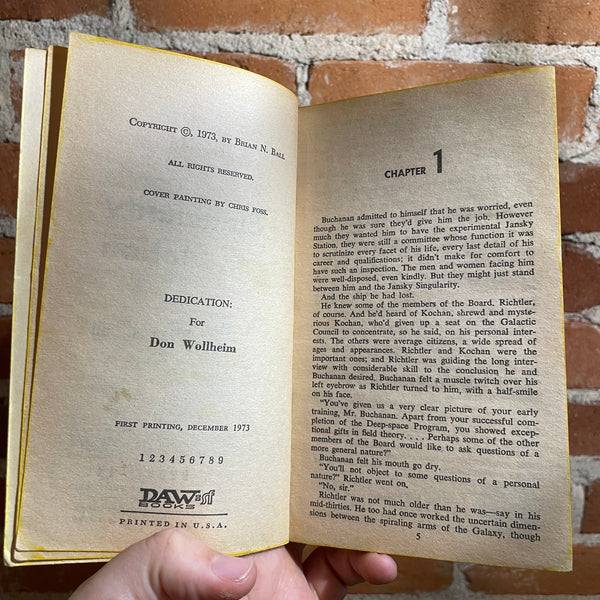 Copyright ©, 1973, by Brian N. Ball
ALL RIGHTS RESERVED.
COVER PAINTING BY CHRIS FOSS.
DEDICATION:
For
Don Wollheim
FIRST PRINTING, DECEMBER 1973
1 2 3 4 5 6 7 8 9
DAW sf
BOOKS
PRINTED IN U.S.A.
CHAPTER 1
Buchanan admitted to himself that he was worried, even
though he was sure they'd give him the job. However
much they wanted him to have the experimental Jansky
Station, they were still a committee whose function it was
to scrutinize every facet of his life, every last detail of his
career and qualifications; it didn't make for comfort to
have such an inspection. The men and women facing him
were well-disposed, even kindly. But they might just stand
between him and the Jansky Singularity.
And the ship he had lost.
He knew some of the members of the Board. Richtler,
of course. And he'd heard of Kochan, shrewd and myste-
rious Kochan, who'd given up a seat on the Galactic
Council to concentrate, so he said, on his personal inter-
ests. The others were average citizens, a wide spread of
ages and appearances. Richtler and Kochan were the
important ones; and Richtler was guiding the long inter-
view with considerable skill to the conclusion he and
Buchanan desired. Buchanan felt a muscle twitch over his
left eyebrow as Richtler turned to him, with a half-smile
on his face.
"You've given us a very clear picture of your early
training, Mr. Buchanan. Apart from your successful com-
pletion of the Deep-space Program, you showed excep-
tional gifts in field theory. . . . Perhaps some of the other
members of the Board would like to ask questions of a
more general nature?"
Buchanan felt his mouth go dry.
"You'll not object to some questions of a personal
nature?" Richtler went on.
"No, sir."
Richtler was not much older than he was—say in his
mid-thirties. He too had once worked the uncertain dimen-
sions between the spiraling arms of the Galaxy, though
5